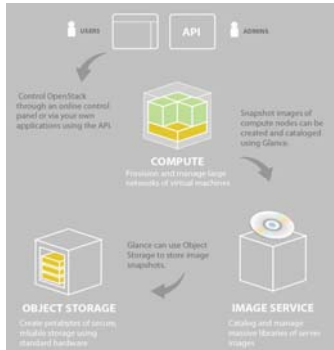 USERS
API
ADMINS
Control OpenStack
through an online control
panel or via your own
applications using the API.
Snapshot images of
compute nodes can be
created and cataloged
using Glance.
COMPUTE
Provision and manage large
networks of virtual machines
Glance can use Object
Storage to store image
snapshots.
OBJECT STORAGE
Create petabytes of secure,
reliable storage using
standard hardware
IMAGE SERVICE
Catalog and manage
massive libraries of server
images